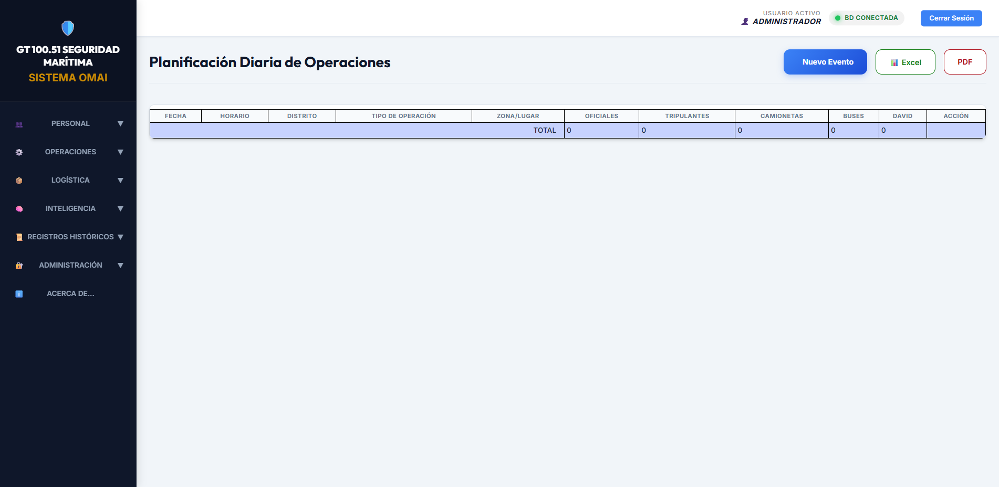 GT 100.51 SEGURIDAD
MARÍTIMA
SISTEMA OMAI
PERSONAL ▼
OPERACIONES ▼
LOGÍSTICA ▼
INTELIGENCIA ▼
REGISTROS HISTÓRICOS ▼
ADMINISTRACIÓN ▼
ACERCA DE...
USUARIO ACTIVO
ADMINISTRADOR
BD CONECTADA
Cerrar Sesión
Planificación Diaria de Operaciones
Nuevo Evento
Excel
PDF
FECHA HORARIO DISTRITO TIPO DE OPERACIÓN ZONA/LUGAR OFICIALES TRIPULANTES CAMIONETAS BUSES DAVID ACCIÓN
TOTAL 0 0 0 0 0